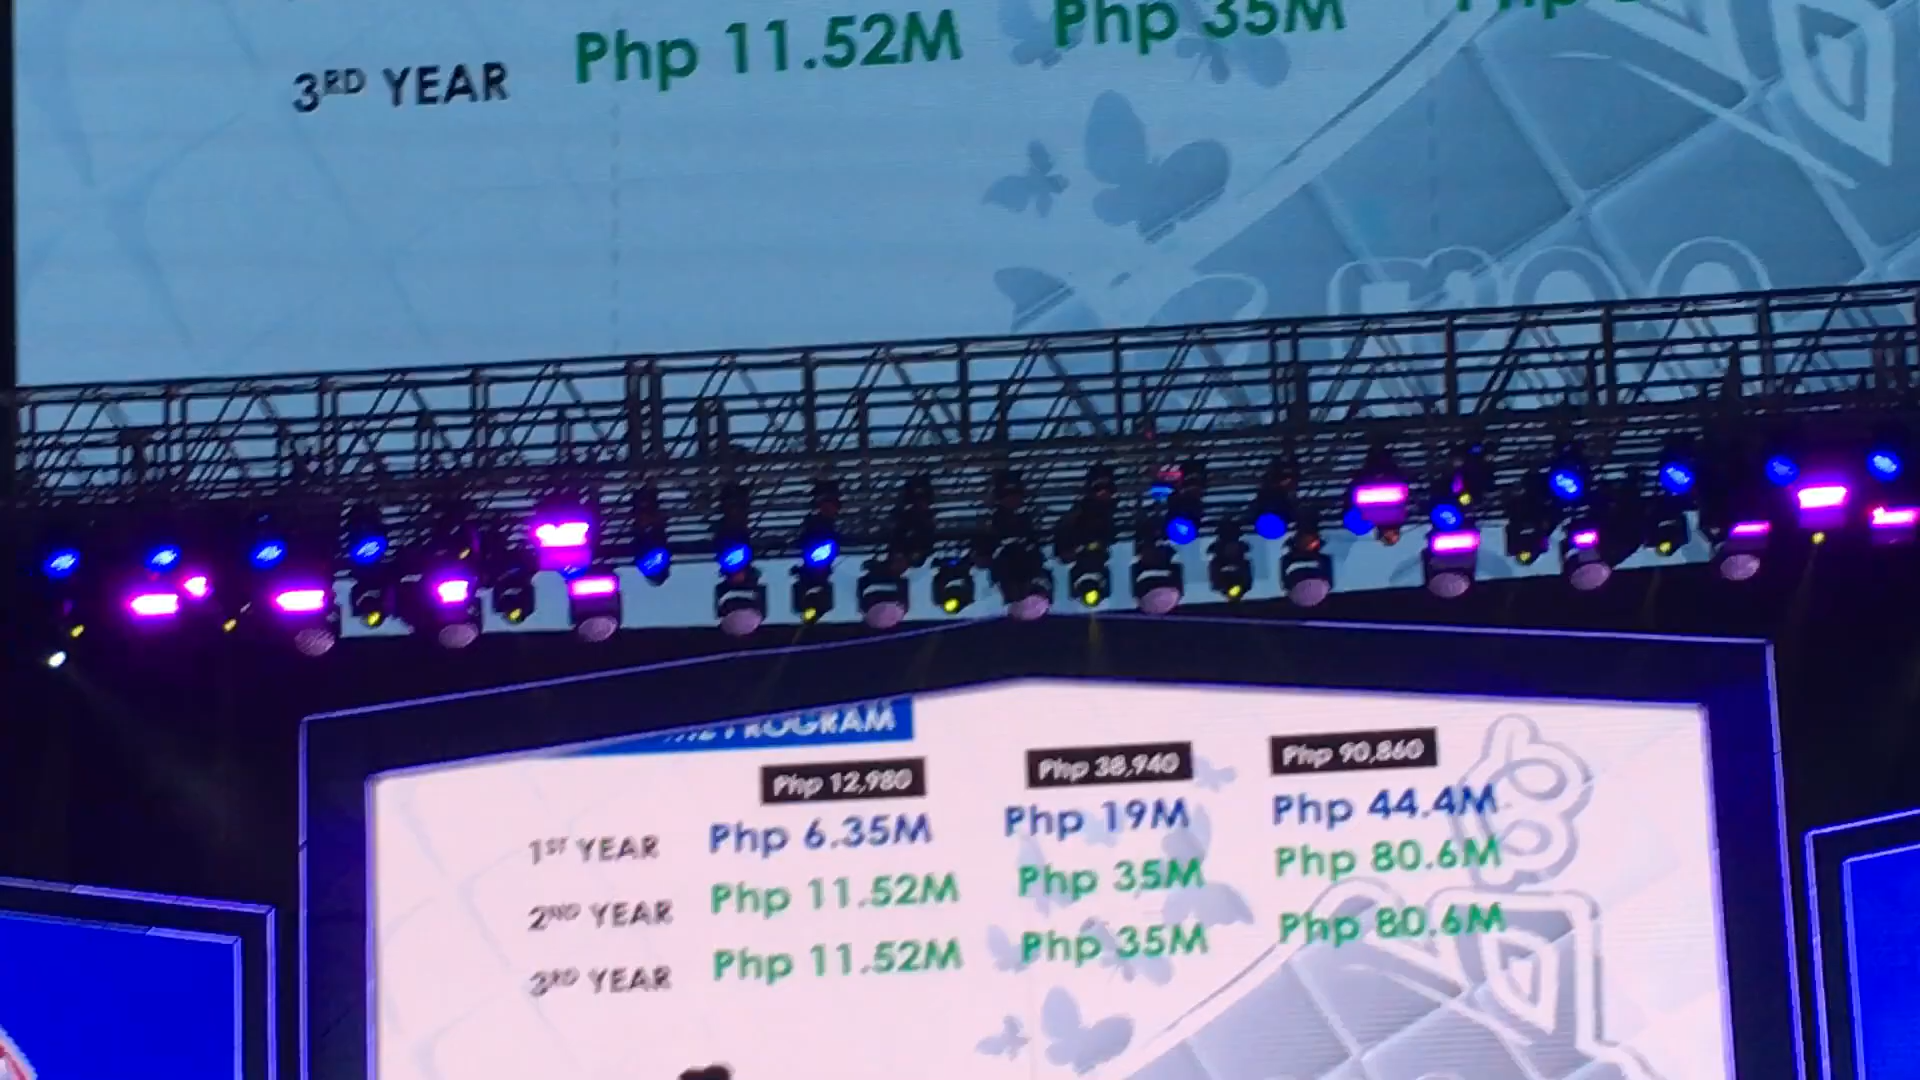 3RD YEAR Php 11.52M Php 35M Php
PROGRAM
Php 12,980 Php 38,940 Php 90,860
1ST YEAR Php 6.35M Php 19M Php 44.4M
2ND YEAR Php 11.52M Php 35M Php 80.6M
3RD YEAR Php 11.52M Php 35M Php 80.6M